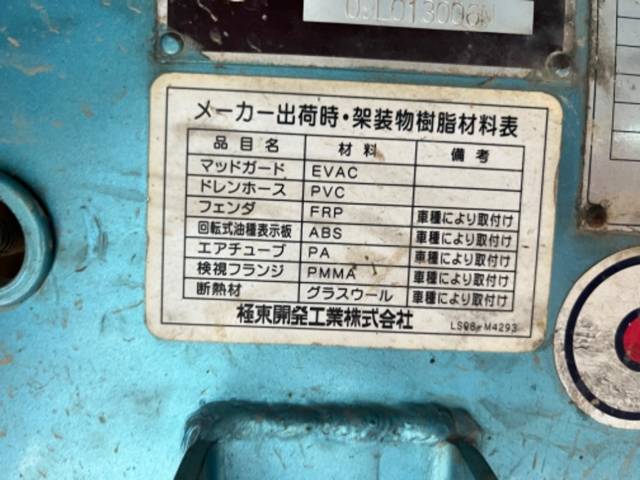 メーカー出荷時・架装物樹脂材料表
品目名 材料 備考
マッドガード EVAC
ドレンホース PVC
フェンダ FRP 車種により取付け
回転式油種表示板 ABS 車種により取付け
エアチューブ PA 車種により取付け
検視フランジ PMMA 車種により取付け
断熱材 グラスウール 車種により取付け
極東開発工業株式会社